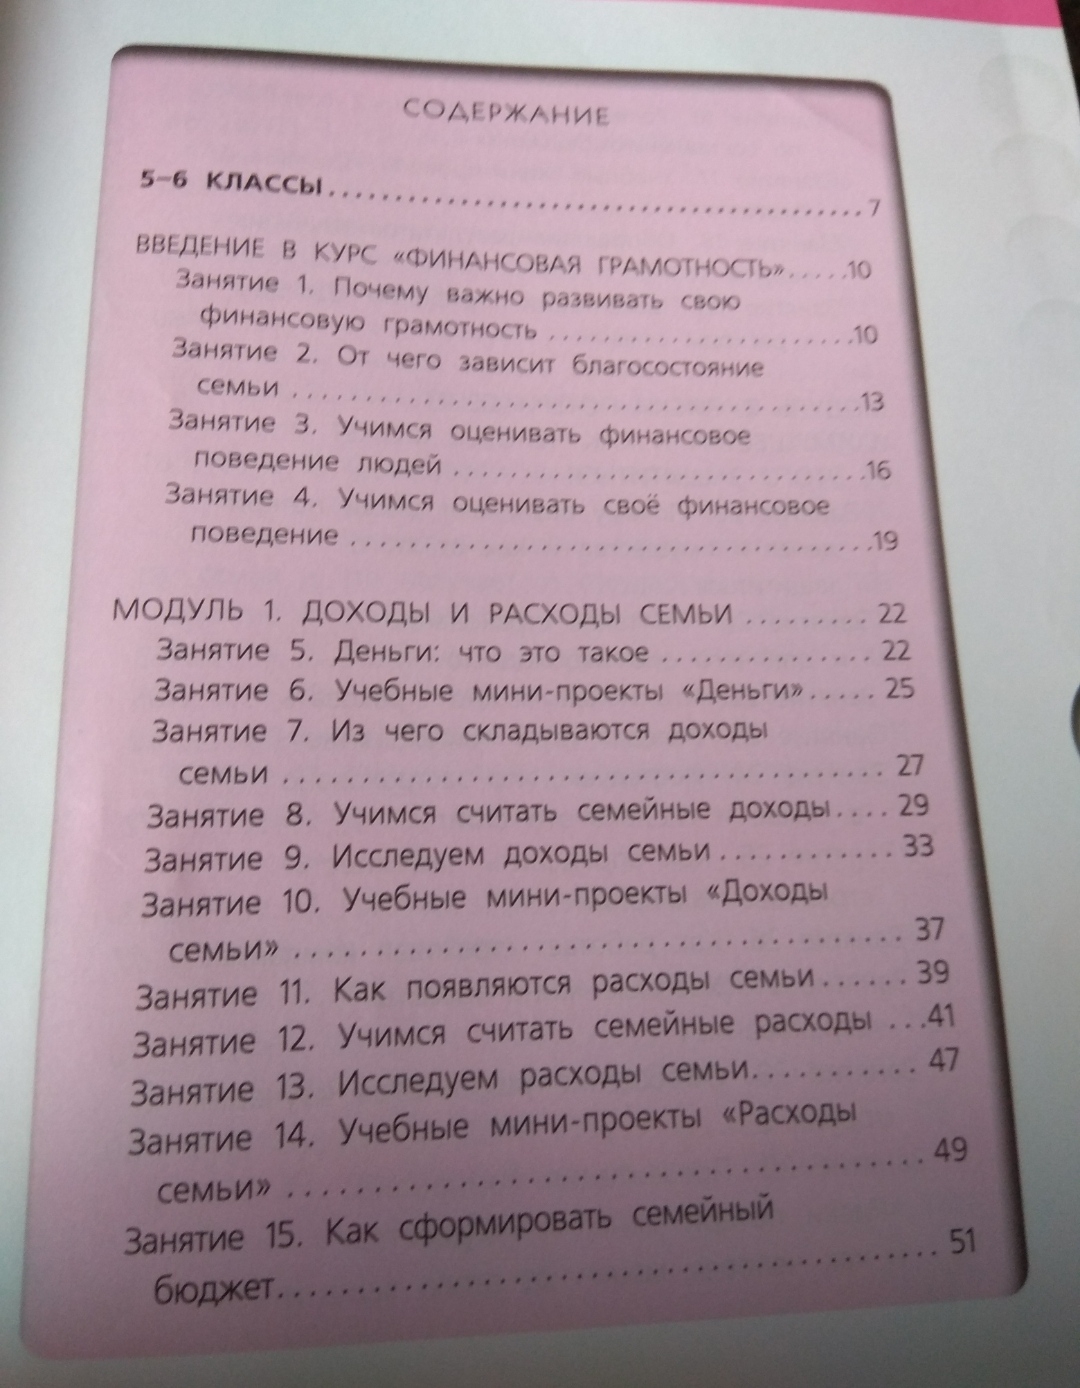 СОДЕРЖАНИЕ
5–6 КЛАССЫ........................................7
ВВЕДЕНИЕ В КУРС «ФИНАНСОВАЯ ГРАМОТНОСТЬ».....10
Занятие 1. Почему важно развивать свою
финансовую грамотность .....................10
Занятие 2. От чего зависит благосостояние
семьи .......................................13
Занятие 3. Учимся оценивать финансовое
поведение людей ............................16
Занятие 4. Учимся оценивать своё финансовое
поведение ...................................19
МОДУЛЬ 1. ДОХОДЫ И РАСХОДЫ СЕМЬИ ......... 22
Занятие 5. Деньги: что это такое ............... 22
Занятие 6. Учебные мини-проекты «Деньги»..... 25
Занятие 7. Из чего складываются доходы
семьи ....................................... 27
Занятие 8. Учимся считать семейные доходы.... 29
Занятие 9. Исследуем доходы семьи ............ 33
Занятие 10. Учебные мини-проекты «Доходы
семьи» ....................................... 37
Занятие 11. Как появляются расходы семьи...... 39
Занятие 12. Учимся считать семейные расходы ...41
Занятие 13. Исследуем расходы семьи........... 47
Занятие 14. Учебные мини-проекты «Расходы
семьи» ........................................ 49
Занятие 15. Как сформировать семейный
бюджет......................................... 51